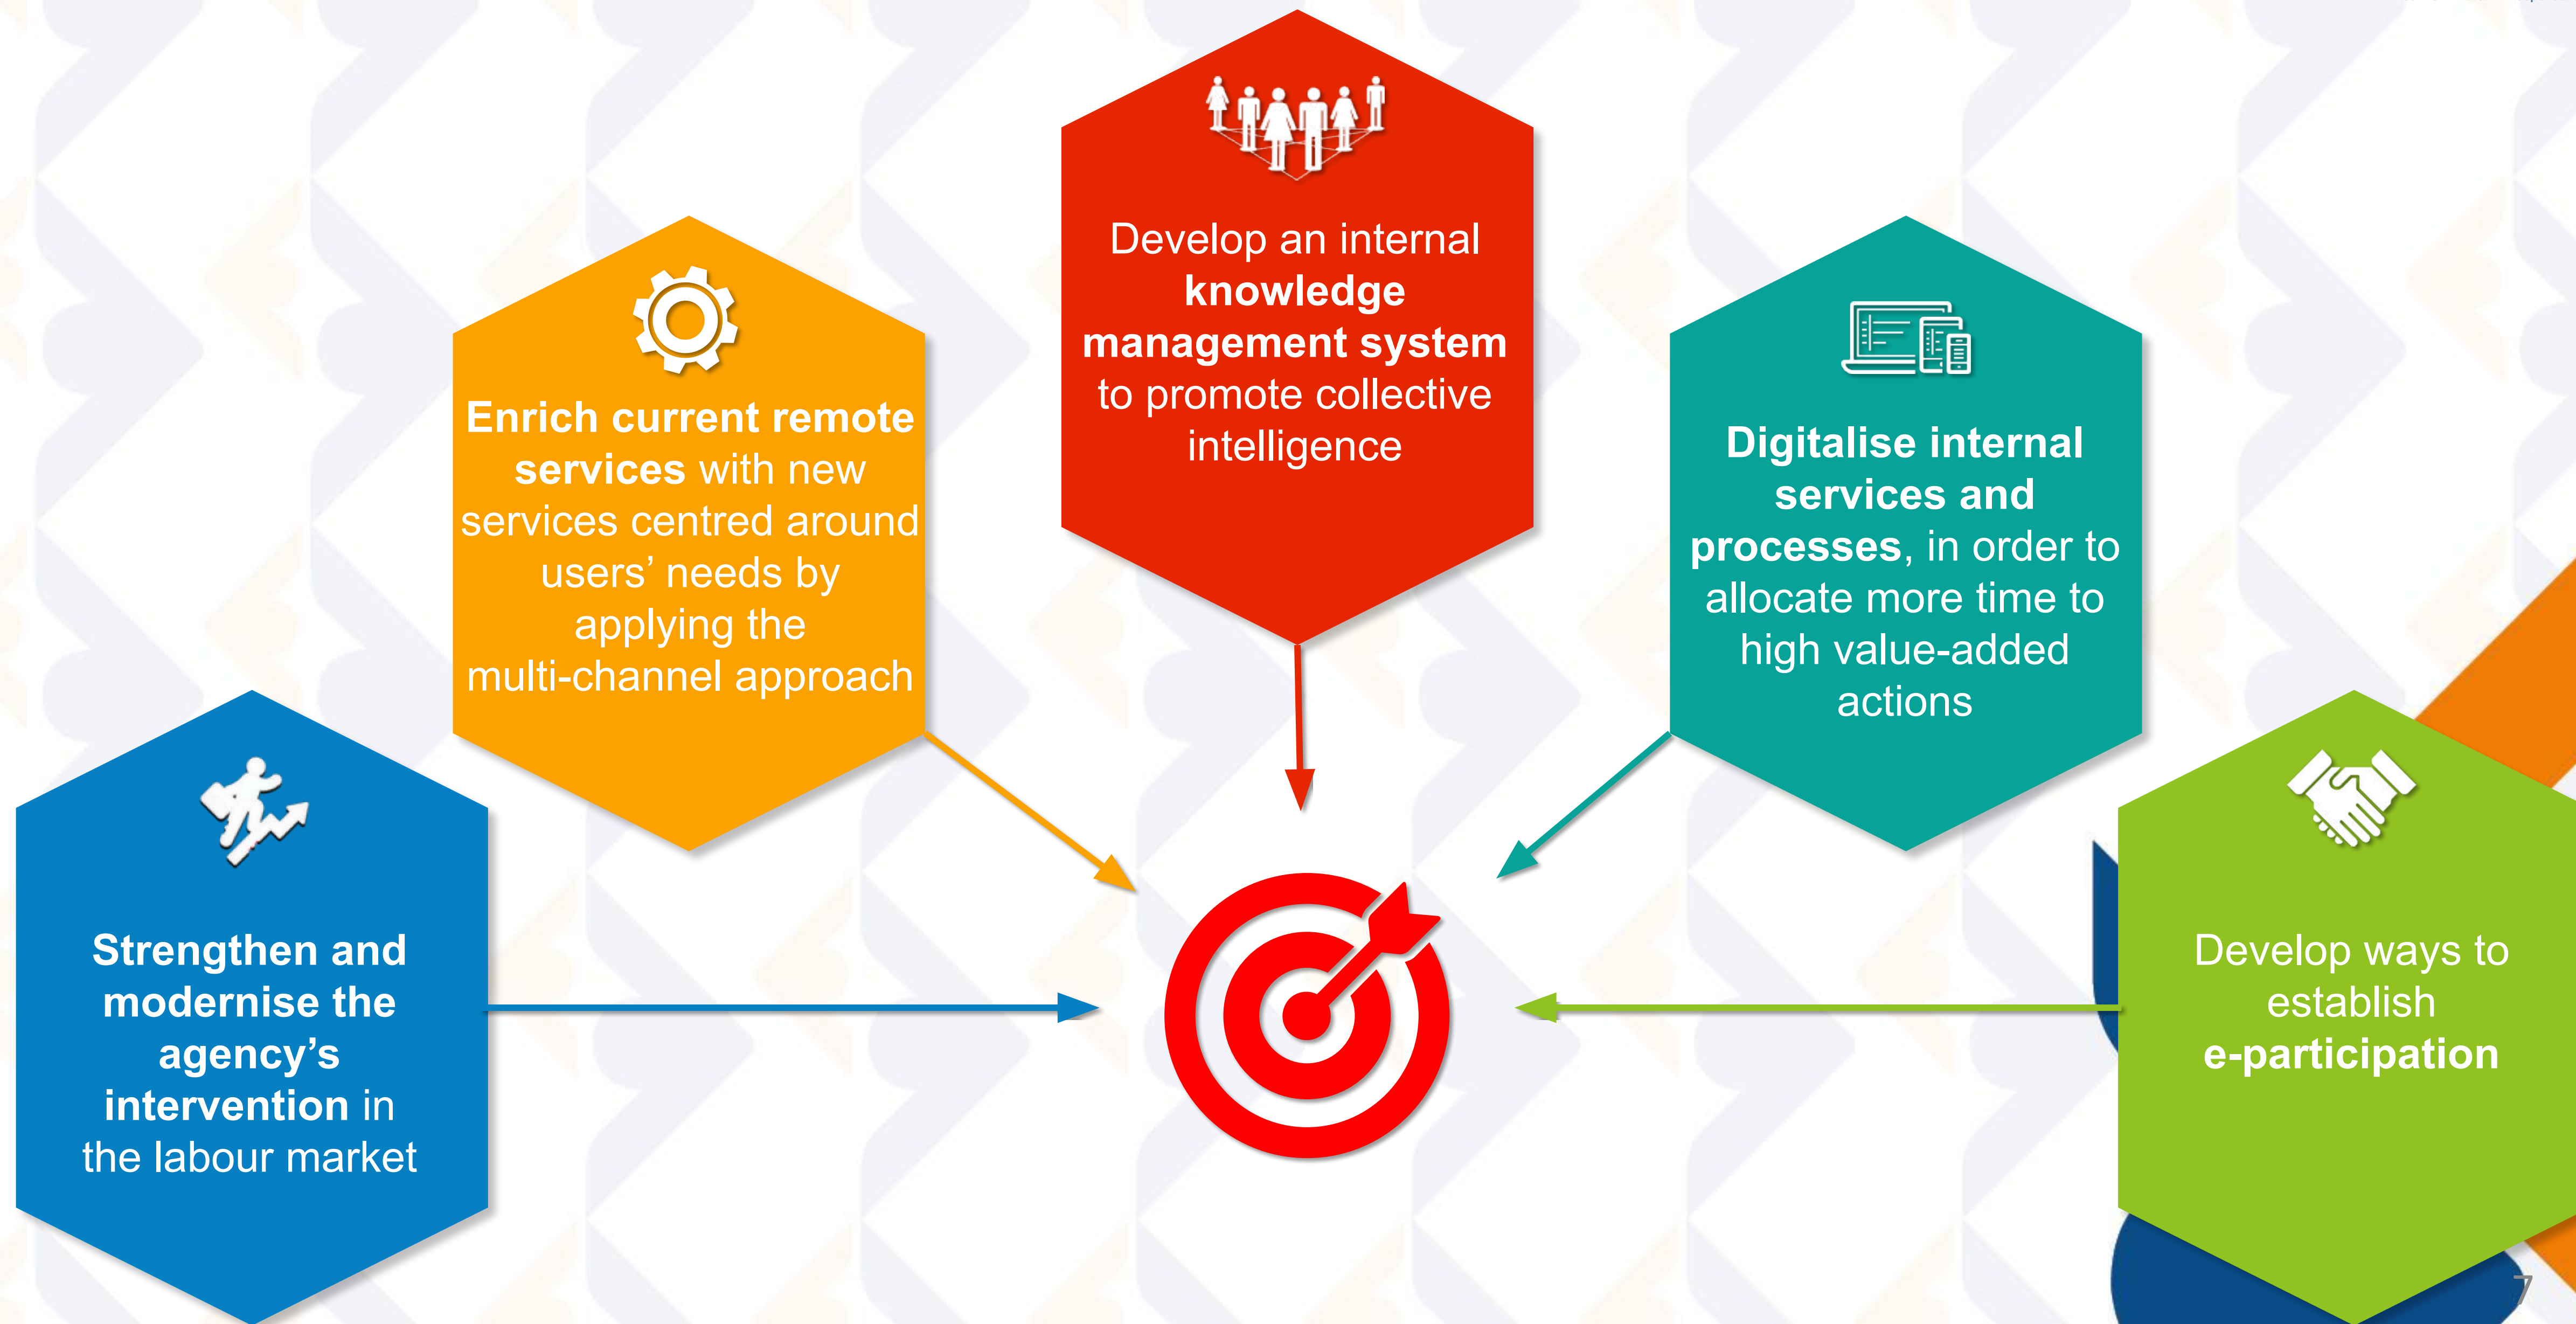 Strengthen and
modernise the
agency’s
intervention in
the labour market
Enrich current remote
services with new
services centred around
users’ needs by
applying the
multi-channel approach
Develop an internal
knowledge
management system
to promote collective
intelligence
Digitalise internal
services and
processes, in order to
allocate more time to
high value-added
actions
Develop ways to
establish
e-participation
7